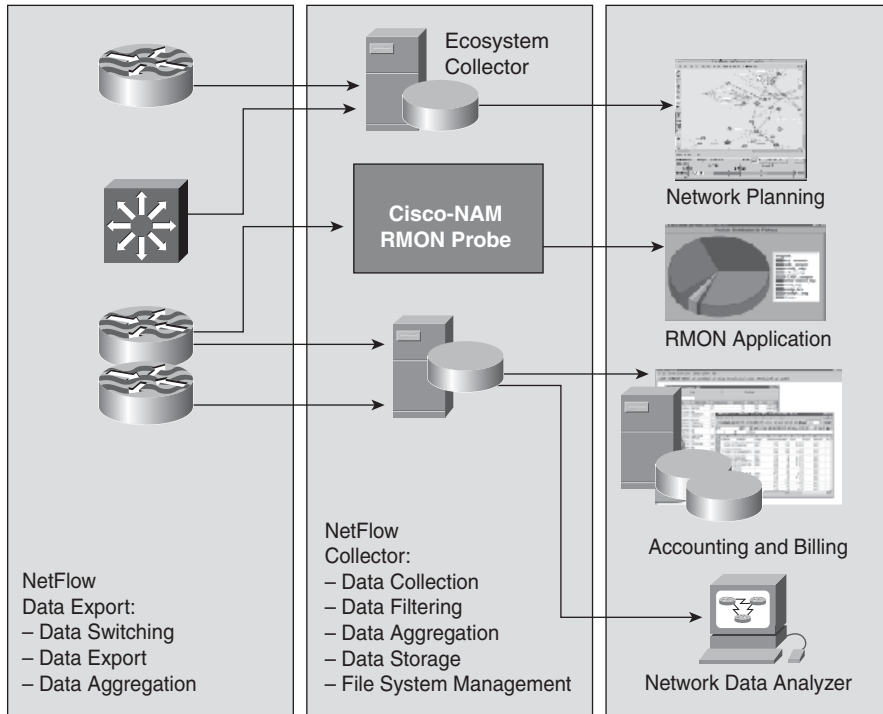 Ecosystem
Collector
Network Planning
Cisco-NAM
RMON Probe
RMON Application
Accounting and Billing
NetFlow
Data Export:
– Data Switching
– Data Export
– Data Aggregation
NetFlow
Collector:
– Data Collection
– Data Filtering
– Data Aggregation
– Data Storage
– File System Management
Network Data Analyzer